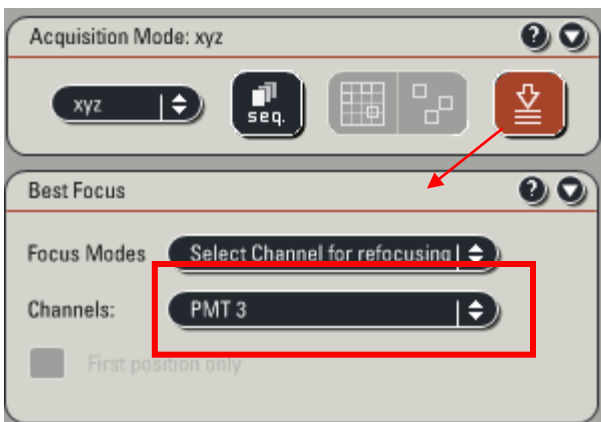 Acquisition Mode: xyz
?
xyz
seq.
Best Focus
?
Focus Modes
Select Channel for refocusing
Channels:
PMT 3
First position only